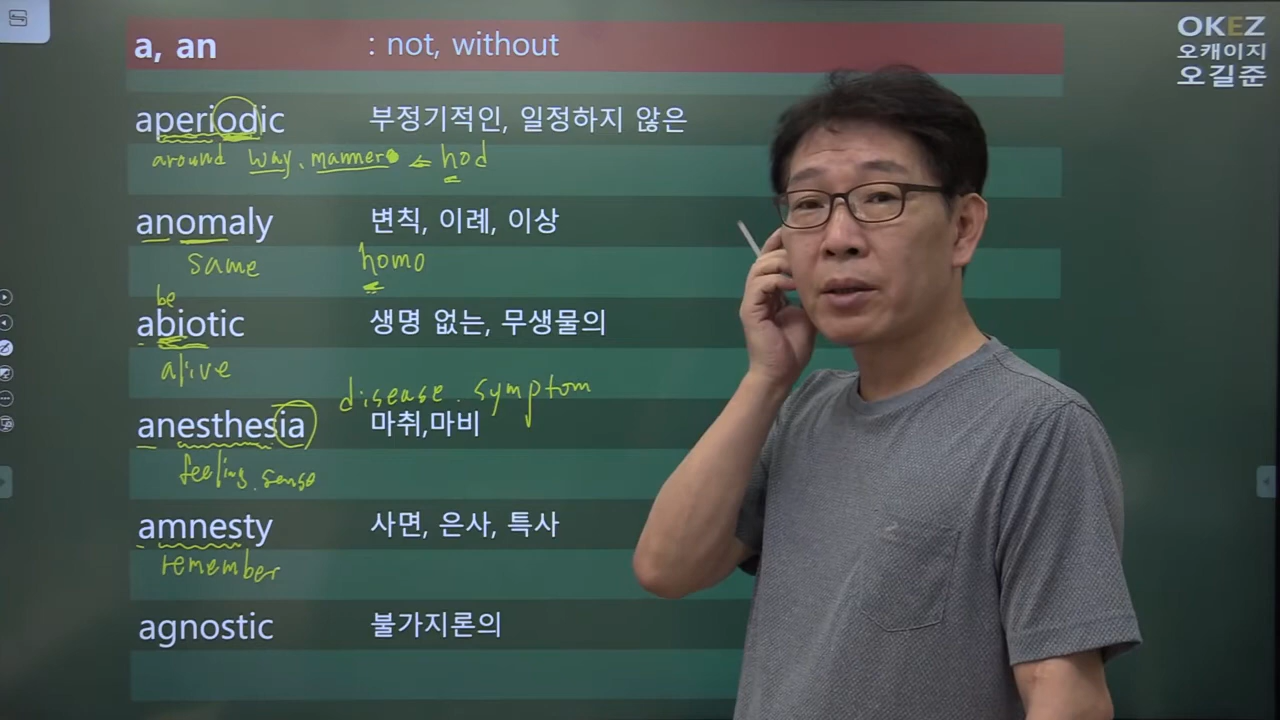 a, an : not, without
OKEZ
오캐이지
오길준
aperiodic 부정기적인, 일정하지 않은
around way, manner hod
anomaly 변칙, 이례, 이상
same homo
be
abiotic 생명 없는, 무생물의
alive
disease. symptom
anesthesia 마취,마비
feeling. sense
amnesty 사면, 은사, 특사
remember
agnostic 불가지론의